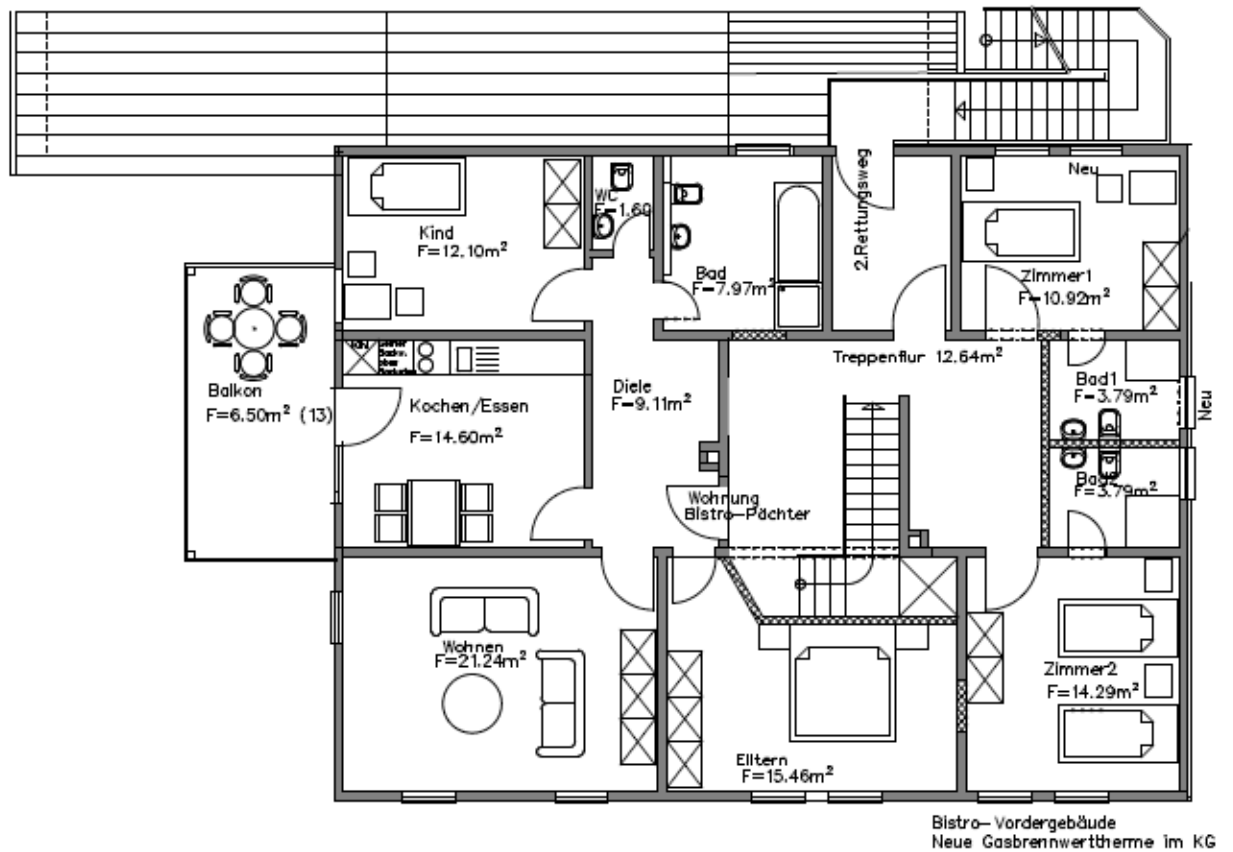 2.Rettungsweg
Neu
WC
F=1.60
Kind
F=12.10m²
Bad
F=7.97m²
Zimmer1
F=10.92m²
Treppenflur 12.64m²
Balkon
F=6.50m² (13)
Kochen/Essen
F=14.60m²
Diele
F=9.11m²
Bad1
F=3.79m²
Neu
Wohnung
Bistro-Pächter
F=3.79m²
Wohnen
F=21.24m²
Elltern
F=15.46m²
Zimmer2
F=14.29m²
Bistro-Vordergebäude
Neue Gasbrennwerttherme im KG